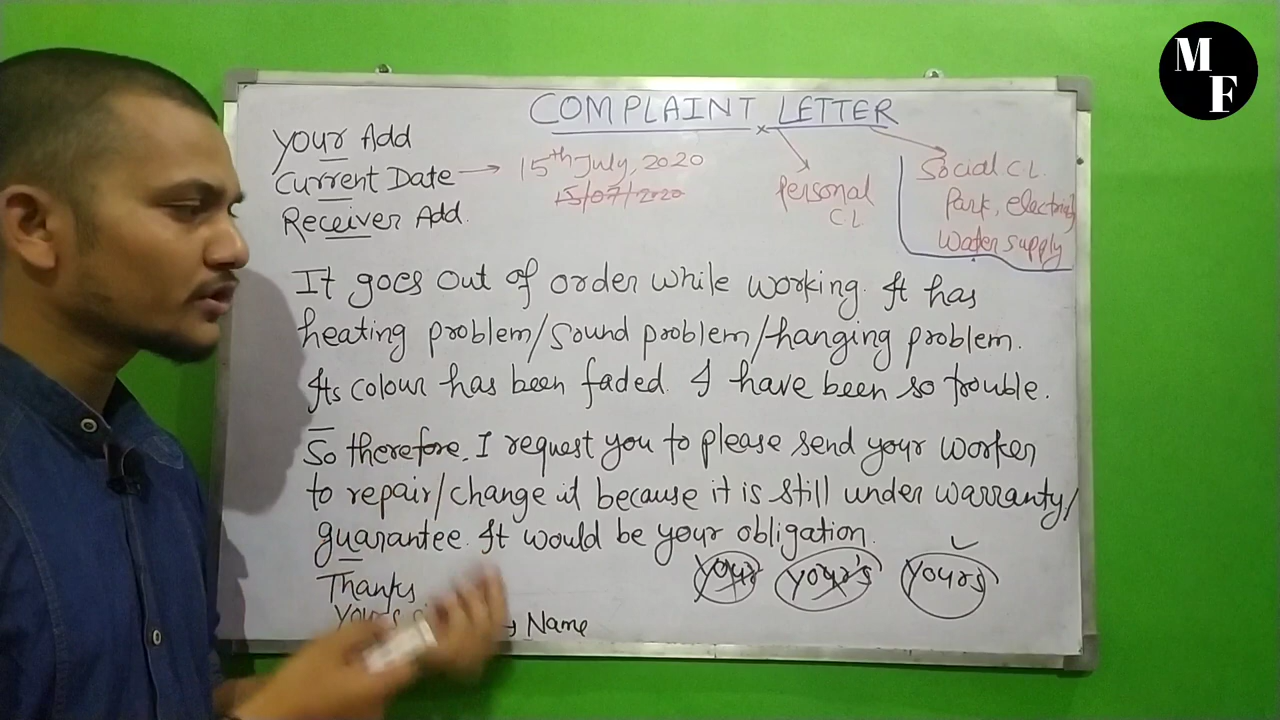 M F
COMPLAINT LETTER
Your Add
Current Date → 15th July, 2020
15/07/2020
Receiver Add.
Personal
CL
Social C.L.
Park, electricity
Water supply
It goes out of order while working. It has
heating problem/sound problem/hanging problem.
Its colour has been faded. I have been so trouble.
So therefore, I request you to please send your worker
to repair/change it because it is still under warranty/
guarantee. It would be your obligation.
Thanks
Your Your's Yours
Yours
→ Name